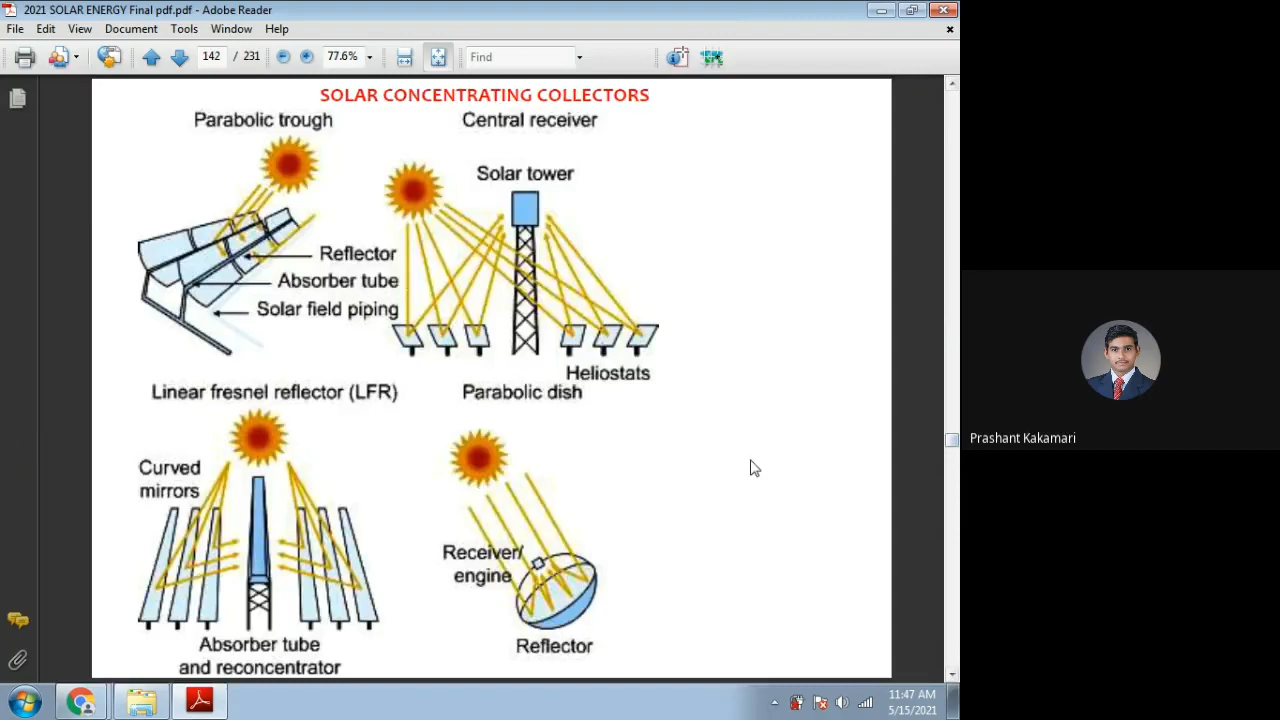 2021 SOLAR ENERGY Final pdf.pdf - Adobe Reader
File Edit View Document Tools Window Help
142 / 231 77.6% Find
SOLAR CONCENTRATING COLLECTORS
Parabolic trough
Central receiver
Solar tower
Reflector
Absorber tube
Solar field piping
Heliostats
Linear fresnel reflector (LFR)
Parabolic dish
Curved
mirrors
Receiver/
engine
Absorber tube
and reconcentrator
Reflector
Prashant Kakamari
11:47 AM
5/15/2021